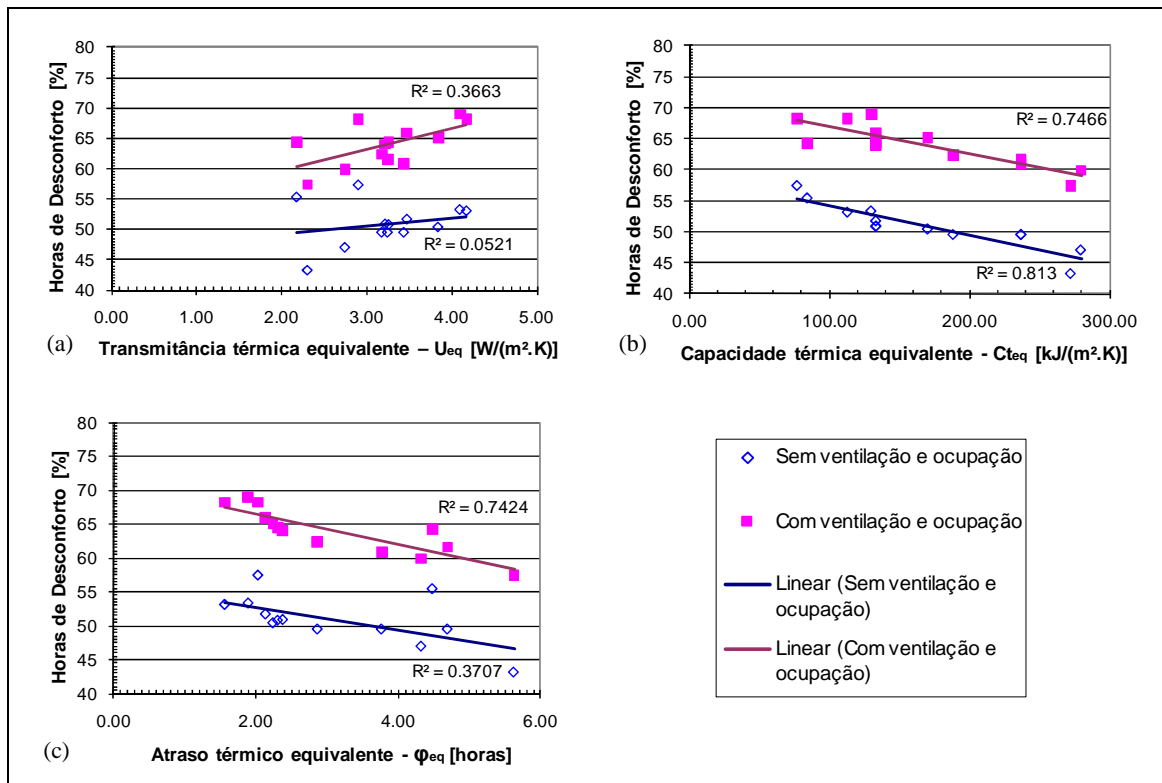 80
75
70
65
60
55
50
45
40
Horas de Desconforto [%]
R² = 0.3663
R² = 0.0521
0.00 1.00 2.00 3.00 4.00 5.00
(a) Transmitância térmica equivalente – Ueq [W/(m².K)]
80
75
70
65
60
55
50
45
40
Horas de Desconforto [%]
R² = 0.7466
R² = 0.813
0.00 100.00 200.00 300.00
(b) Capacidade térmica equivalente - Cteq [kJ/(m².K)]
80
75
70
65
60
55
50
45
40
Horas de Desconforto [%]
R² = 0.7424
R² = 0.3707
0.00 2.00 4.00 6.00
(c) Atraso térmico equivalente - φeq [horas]
Sem ventilação e ocupação
Com ventilação e ocupação
Linear (Sem ventilação e
ocupação)
Linear (Com ventilação e
ocupação)